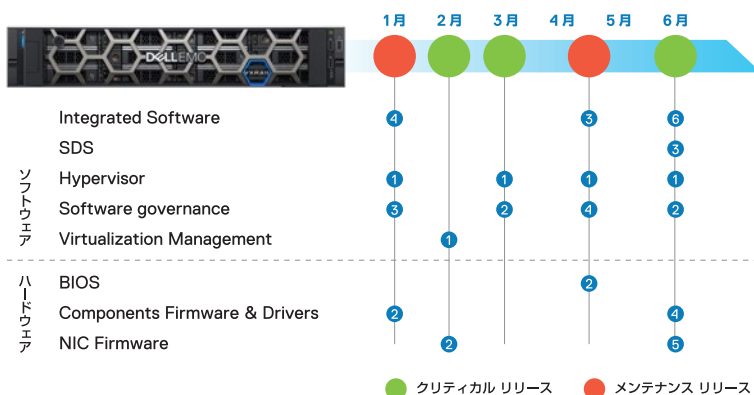 1月 2月 3月 4月 5月 6月
DELLEMC
VXRAIL
Integrated Software 4 3 6
SDS 3
ソフトウェア
Hypervisor 1 1 1 1
Software governance 3 2 4 2
Virtualization Management 1
ハードウェア
BIOS 2
Components Firmware & Drivers 2 4
NIC Firmware 2 5
クリティカル リリース メンテナンス リリース